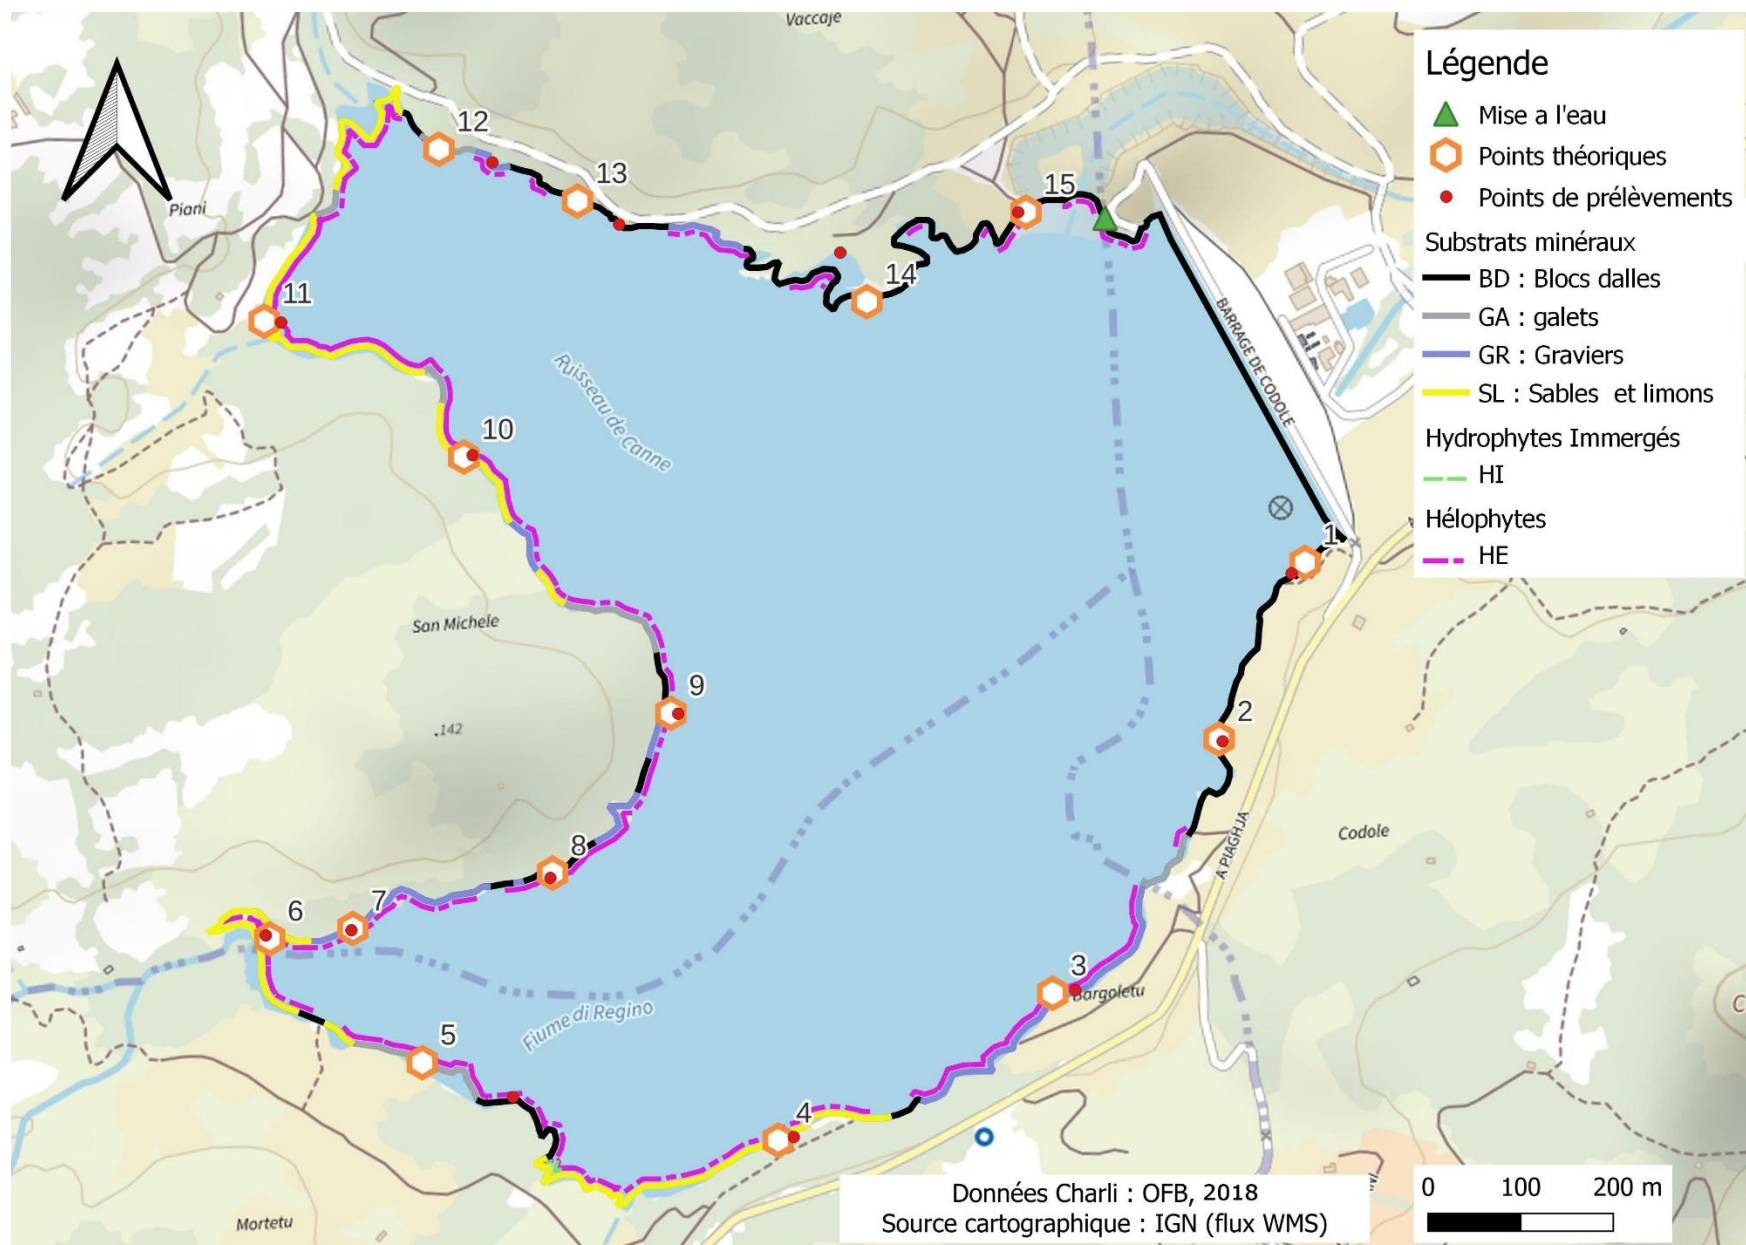 Vaccaje
Légende
Mise a l'eau
Points théoriques
Points de prélèvements
Substrats minéraux
BD : Blocs dalles
GA : galets
GR : Graviers
SL : Sables et limons
Hydrophytes Immergés
HI
Hélophytes
HE
12
13
15
Piani
14
11
BARRAGE DE CODOLE
Ruisseau de Canne
10
1
San Michele
9
2
142
Codole
A PIAGHJA
8
7
6
3
Bargoletu
C
Fiume di Regino
5
4
Mortetu
Données Charli : OFB, 2018
Source cartographique : IGN (flux WMS)
0 100 200 m